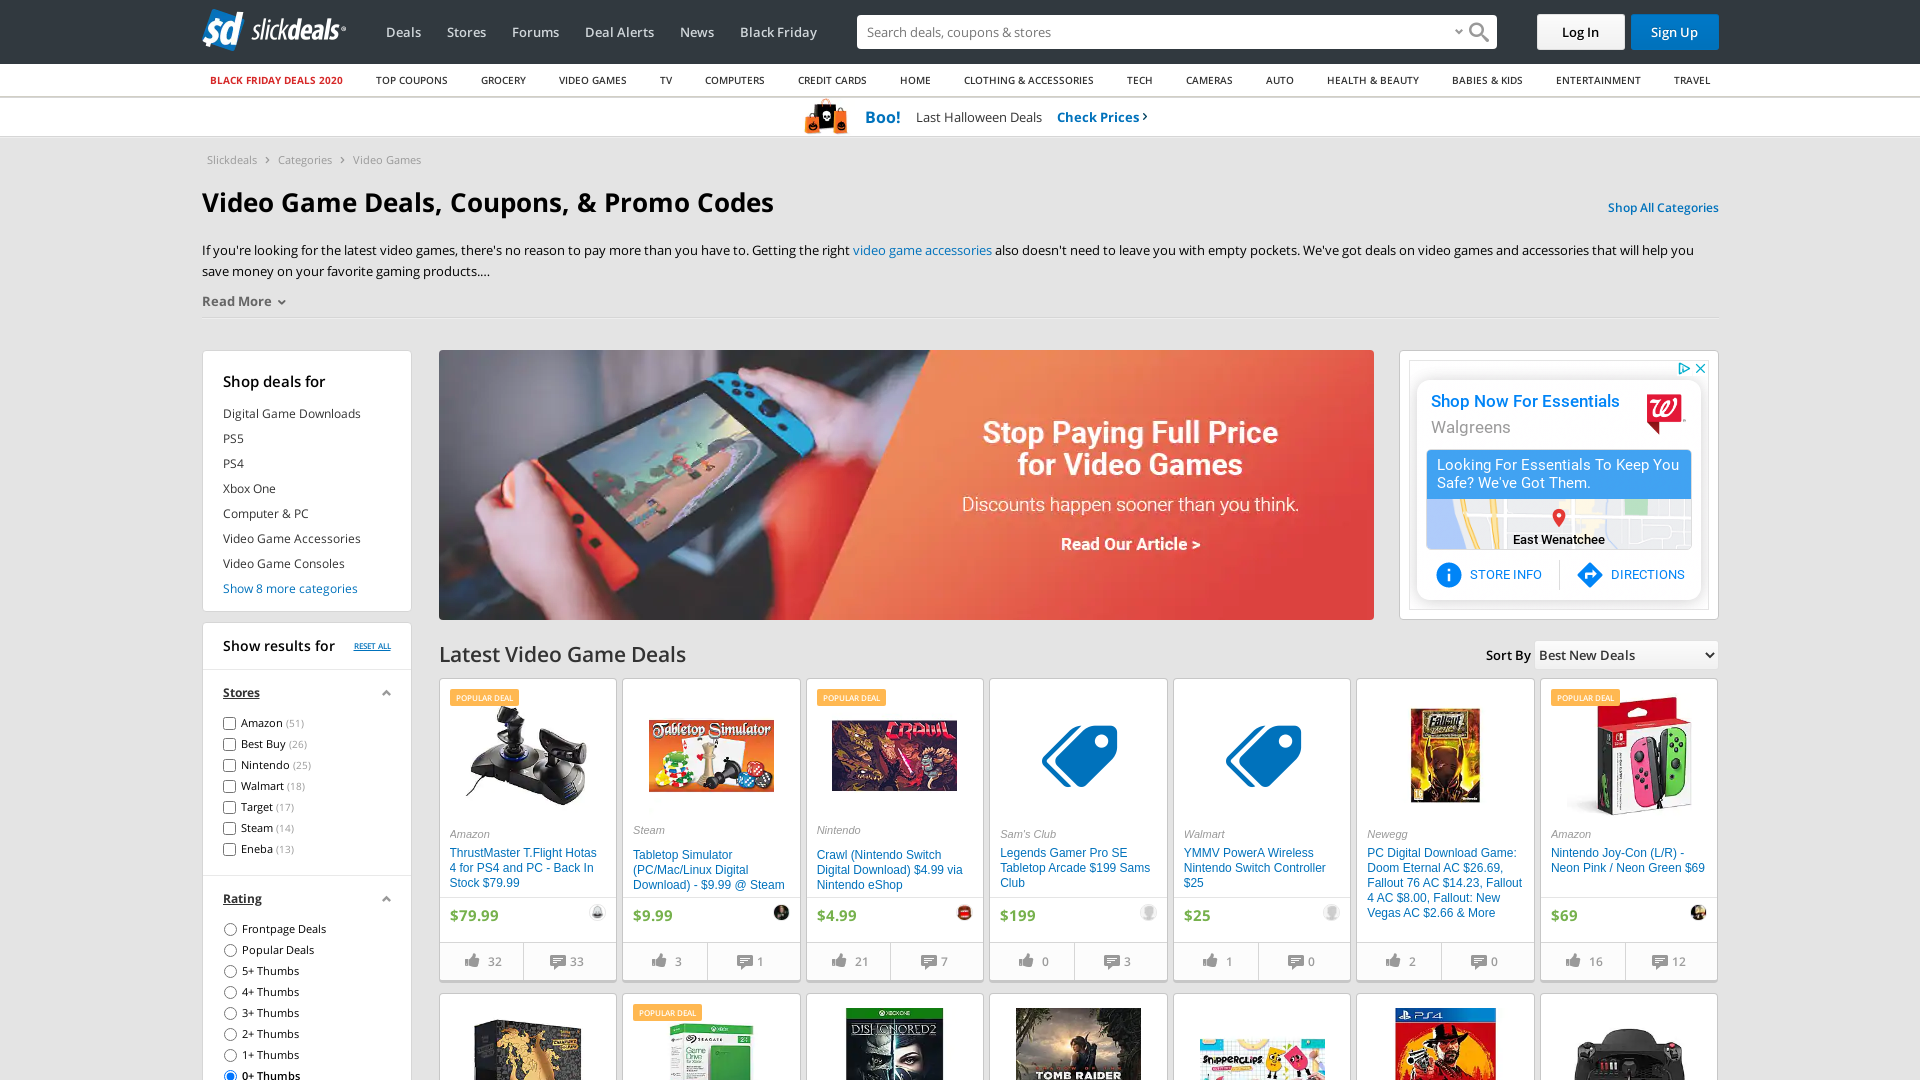 slickdeals
Deals Stores Forums Deal Alerts News Black Friday
Search deals, coupons & stores
Log In
Sign Up
BLACK FRIDAY DEALS 2020 TOP COUPONS GROCERY VIDEO GAMES TV COMPUTERS CREDIT CARDS HOME CLOTHING & ACCESSORIES TECH CAMERAS AUTO HEALTH & BEAUTY BABIES & KIDS ENTERTAINMENT TRAVEL
Boo! Last Halloween Deals Check Prices
Slickdeals Categories Video Games
Video Game Deals, Coupons, & Promo Codes
Shop All Categories
If you're looking for the latest video games, there's no reason to pay more than you have to. Getting the right video game accessories also doesn't need to leave you with empty pockets. We've got deals on video games and accessories that will help you
save money on your favorite gaming products....
Read More
Shop deals for
Digital Game Downloads
PS5
PS4
Xbox One
Computer & PC
Video Game Accessories
Video Game Consoles
Show 8 more categories
Show results for RESET ALL
Stores
Amazon (51)
Best Buy (26)
Nintendo (25)
Walmart (18)
Target (17)
Steam (14)
Eneba (13)
Rating
Frontpage Deals
Popular Deals
5+ Thumbs
4+ Thumbs
3+ Thumbs
2+ Thumbs
1+ Thumbs
0+ Thumbs
Stop Paying Full Price
for Video Games
Discounts happen sooner than you think.
Read Our Article >
Shop Now For Essentials
Walgreens
Looking For Essentials To Keep You
Safe? We've Got Them.
East Wenatchee
STORE INFO
DIRECTIONS
Latest Video Game Deals
Sort By Best New Deals
POPULAR DEAL
Amazon
ThrustMaster T.Flight Hotas
4 for PS4 and PC - Back In
Stock $79.99
$79.99
32 33
Tabletop Simulator
Steam
Tabletop Simulator
(PC/Mac/Linux Digital
Download) - $9.99 @ Steam
$9.99
3 1
POPULAR DEAL
CRAWL
Nintendo
Crawl (Nintendo Switch
Digital Download) $4.99 via
Nintendo eShop
$4.99
21 7
Sam's Club
Legends Gamer Pro SE
Tabletop Arcade $199 Sams
Club
$199
0 3
Walmart
YMMV PowerA Wireless
Nintendo Switch Controller
$25
$25
1 0
Fallout
Newegg
PC Digital Download Game:
Doom Eternal AC $26.69,
Fallout 76 AC $14.23, Fallout
4 AC $8.00, Fallout: New
Vegas AC $2.66 & More
2 0
POPULAR DEAL
Amazon
Nintendo Joy-Con (L/R) -
Neon Pink / Neon Green $69
$69
16 12
POPULAR DEAL
XBOX
SEAGATE
Game Drive
XBOX ONE
DISHONORED 2
TOMB RAIDER
SNIPPERCLIPS
PS4